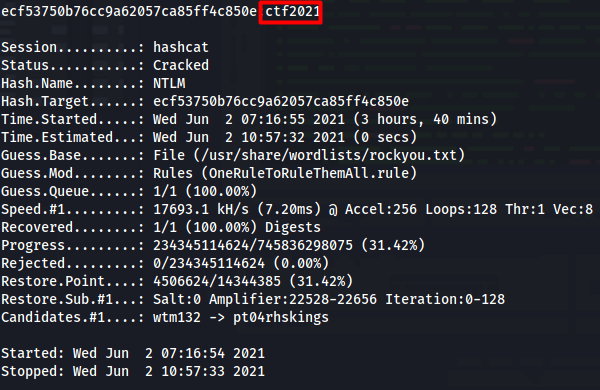 ecf53750b76cc9a62057ca85ff4c850e:ctf2021
Session..........: hashcat
Status...........: Cracked
Hash.Name........: NTLM
Hash.Target......: ecf53750b76cc9a62057ca85ff4c850e
Time.Started.....: Wed Jun  2 07:16:55 2021 (3 hours, 40 mins)
Time.Estimated...: Wed Jun  2 10:57:32 2021 (0 secs)
Guess.Base.......: File (/usr/share/wordlists/rockyou.txt)
Guess.Mod........: Rules (OneRuleToRuleThemAll.rule)
Guess.Queue......: 1/1 (100.00%)
Speed.#1.........: 17693.1 kH/s (7.20ms) @ Accel:256 Loops:128 Thr:1 Vec:8
Recovered........: 1/1 (100.00%) Digests
Progress.........: 234345114624/745836298075 (31.42%)
Rejected.........: 0/234345114624 (0.00%)
Restore.Point....: 4506624/14344385 (31.42%)
Restore.Sub.#1...: Salt:0 Amplifier:22528-22656 Iteration:0-128
Candidates.#1....: wtm132 -> pt04rhskings
Started: Wed Jun  2 07:16:54 2021
Stopped: Wed Jun  2 10:57:33 2021